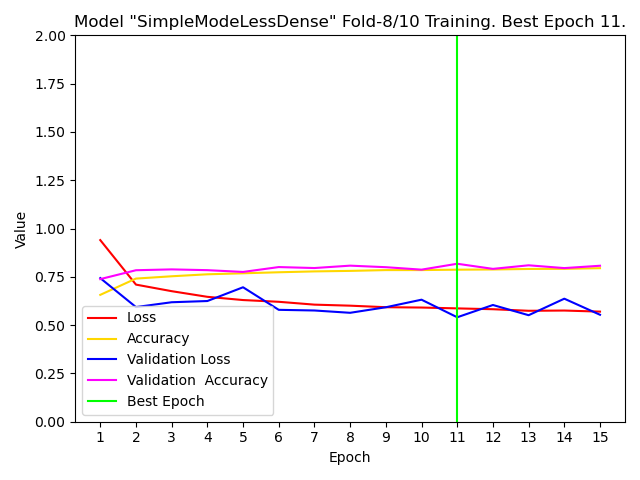 Model "SimpleModeLessDense" Fold-8/10 Training. Best Epoch 11.
2.00
1.75
1.50
1.25
1.00
0.75
0.50
0.25
0.00
Value
Loss
Accuracy
Validation Loss
Validation  Accuracy
Best Epoch
1 2 3 4 5 6 7 8 9 10 11 12 13 14 15
Epoch